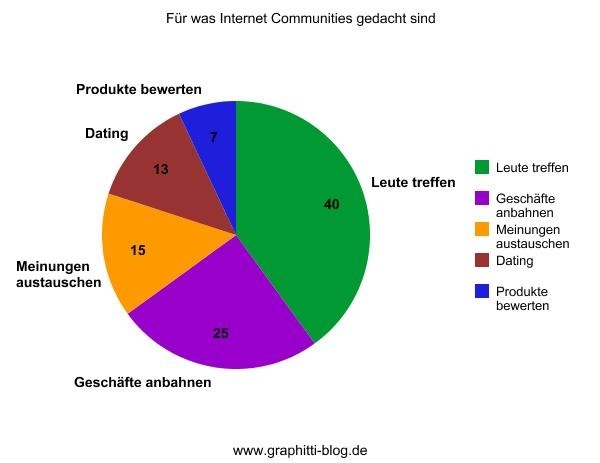 Für was Internet Communities gedacht sind
Produkte bewerten
7
Dating
13
Leute treffen
40
Meinungen
austauschen
15
25
Geschäfte anbahnen
Leute treffen
Geschäfte
anbahnen
Meinungen
austauschen
Dating
Produkte
bewerten
www.graphitti-blog.de